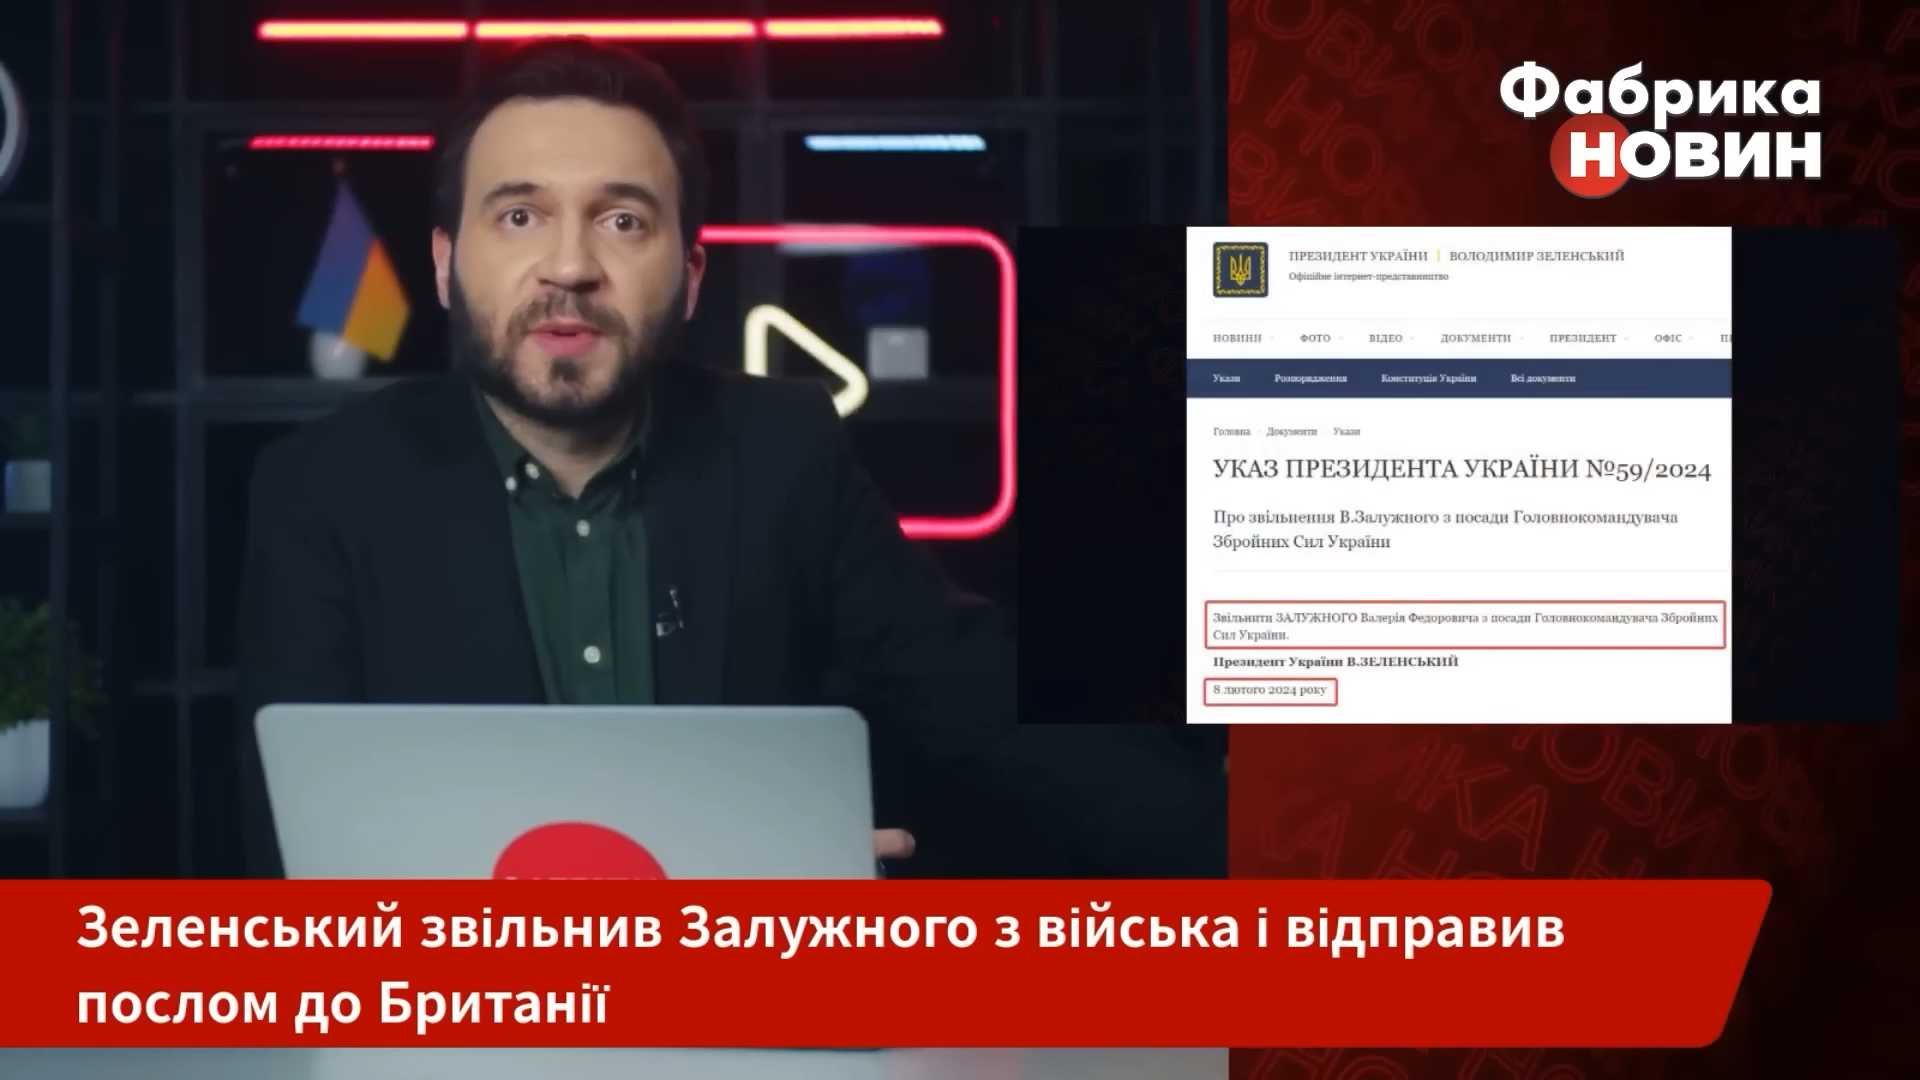 Фабрика
НОВИН
ПРЕЗИДЕНТ УКРАЇНИ | ВОЛОДИМИР ЗЕЛЕНСЬКИЙ
Офіційне інтернет-представництво
НОВИНИ ФОТО ВІДЕО ДОКУМЕНТИ ПРЕЗИДЕНТ ОФІС
Укази Розпорядження Конституція України Всі документи
Головна Документи Укази
УКАЗ ПРЕЗИДЕНТА УКРАЇНИ №59/2024
Про звільнення В.Залужного з посади Головнокомандувача
Збройних Сил України
Звільнити ЗАЛУЖНОГО Валерія Федоровича з посади Головнокомандувача Збройних
Сил України.
Президент України В.ЗЕЛЕНСЬКИЙ
8 лютого 2024 року
Зеленський звільнив Залужного з війська і відправив
послом до Британії